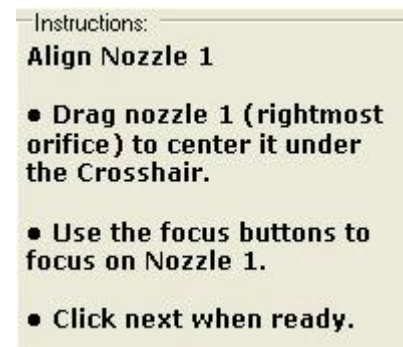 Instructions:
Align Nozzle 1
● Drag nozzle 1 (rightmost
orifice) to center it under
the Crosshair.
● Use the focus buttons to
focus on Nozzle 1.
● Click next when ready.